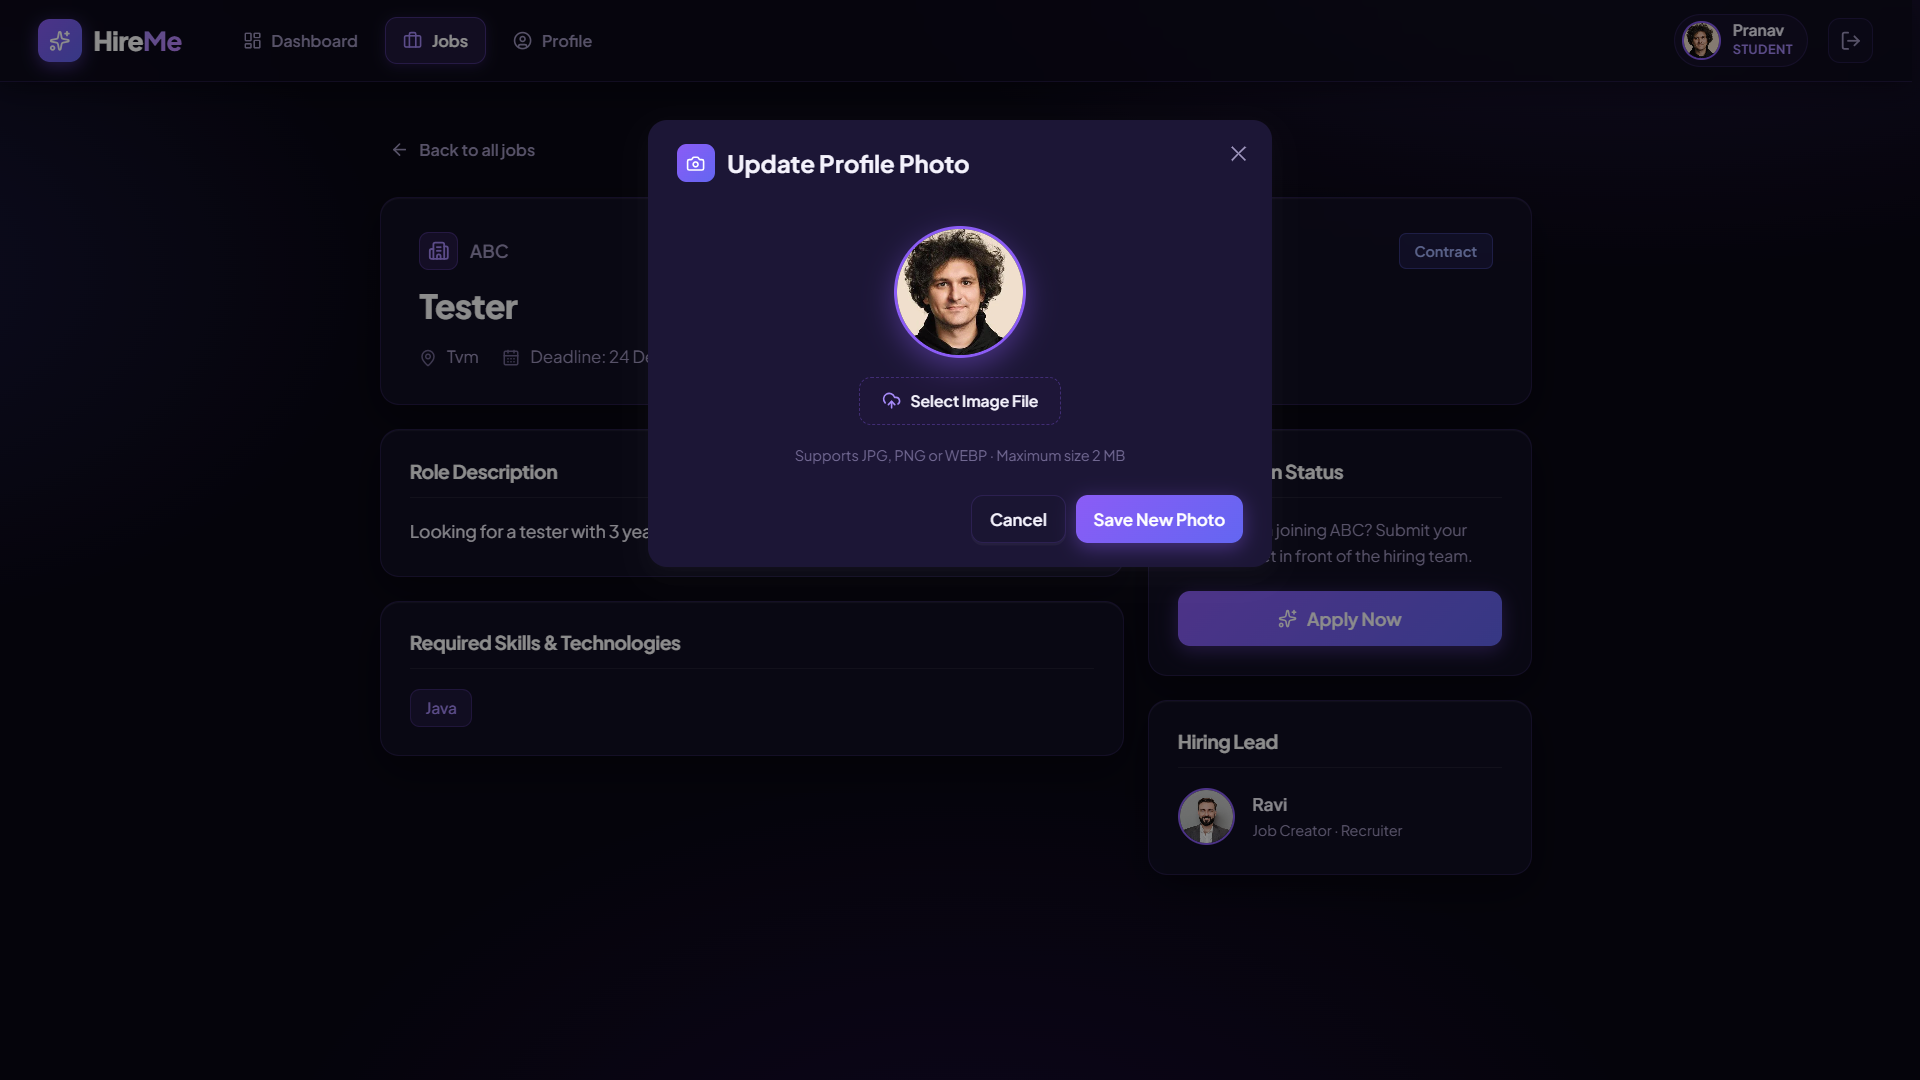 HireMe
Dashboard
Jobs
Profile
Pranav
STUDENT
Back to all jobs
Update Profile Photo
ABC
Contract
Tester
Tvm
Deadline: 24 De
Select Image File
Supports JPG, PNG or WEBP · Maximum size 2 MB
Cancel
Save New Photo
Role Description
Looking for a tester with 3 yea
n Status
joining ABC? Submit your
t in front of the hiring team.
Apply Now
Required Skills & Technologies
Java
Hiring Lead
Ravi
Job Creator · Recruiter